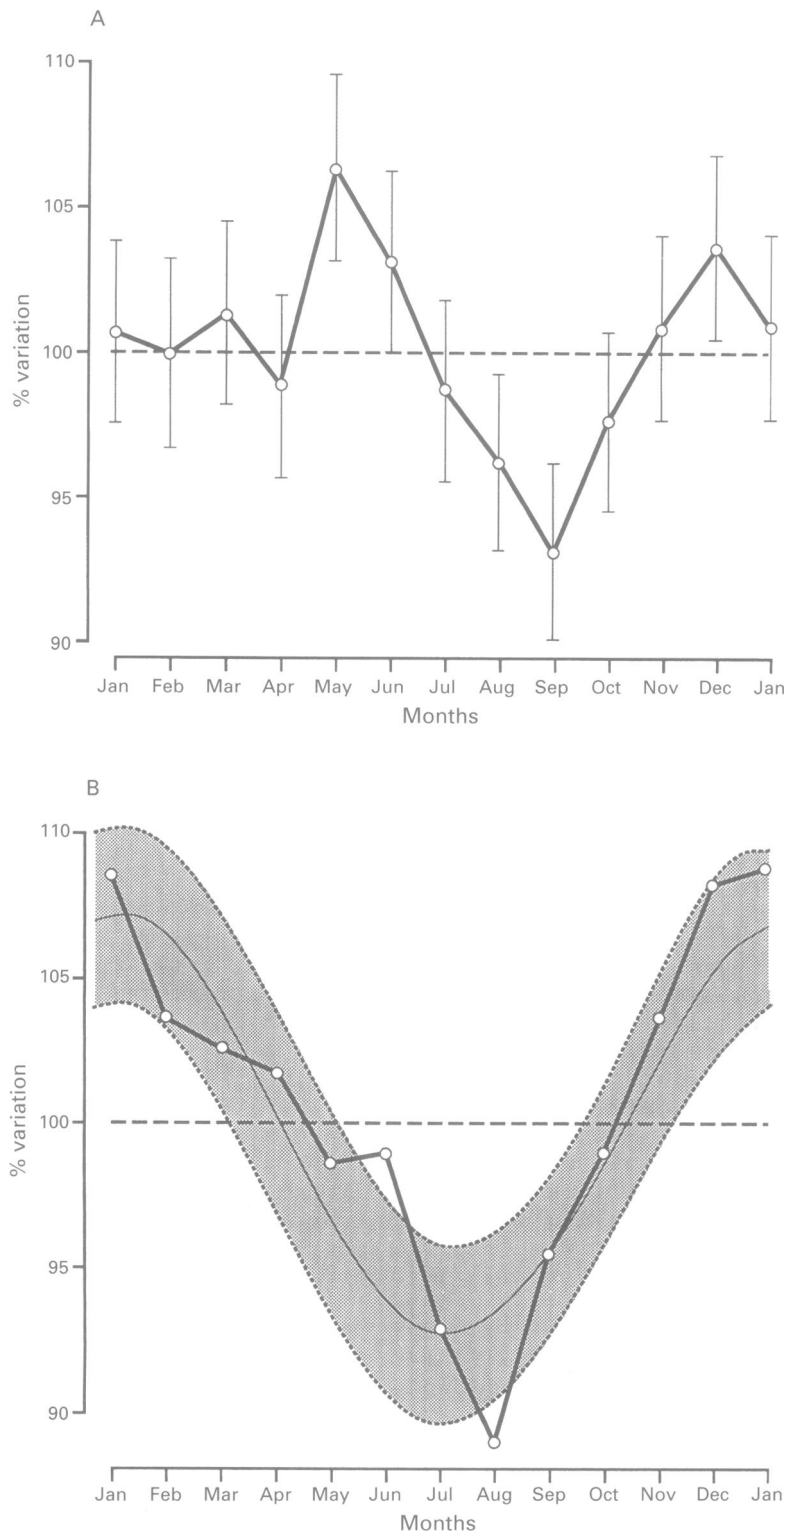 A
110
105
100
95
90
% variation
Jan Feb Mar Apr May Jun Jul Aug Sep Oct Nov Dec Jan
Months
B
110
105
100
95
90
% variation
Jan Feb Mar Apr May Jun Jul Aug Sep Oct Nov Dec Jan
Months